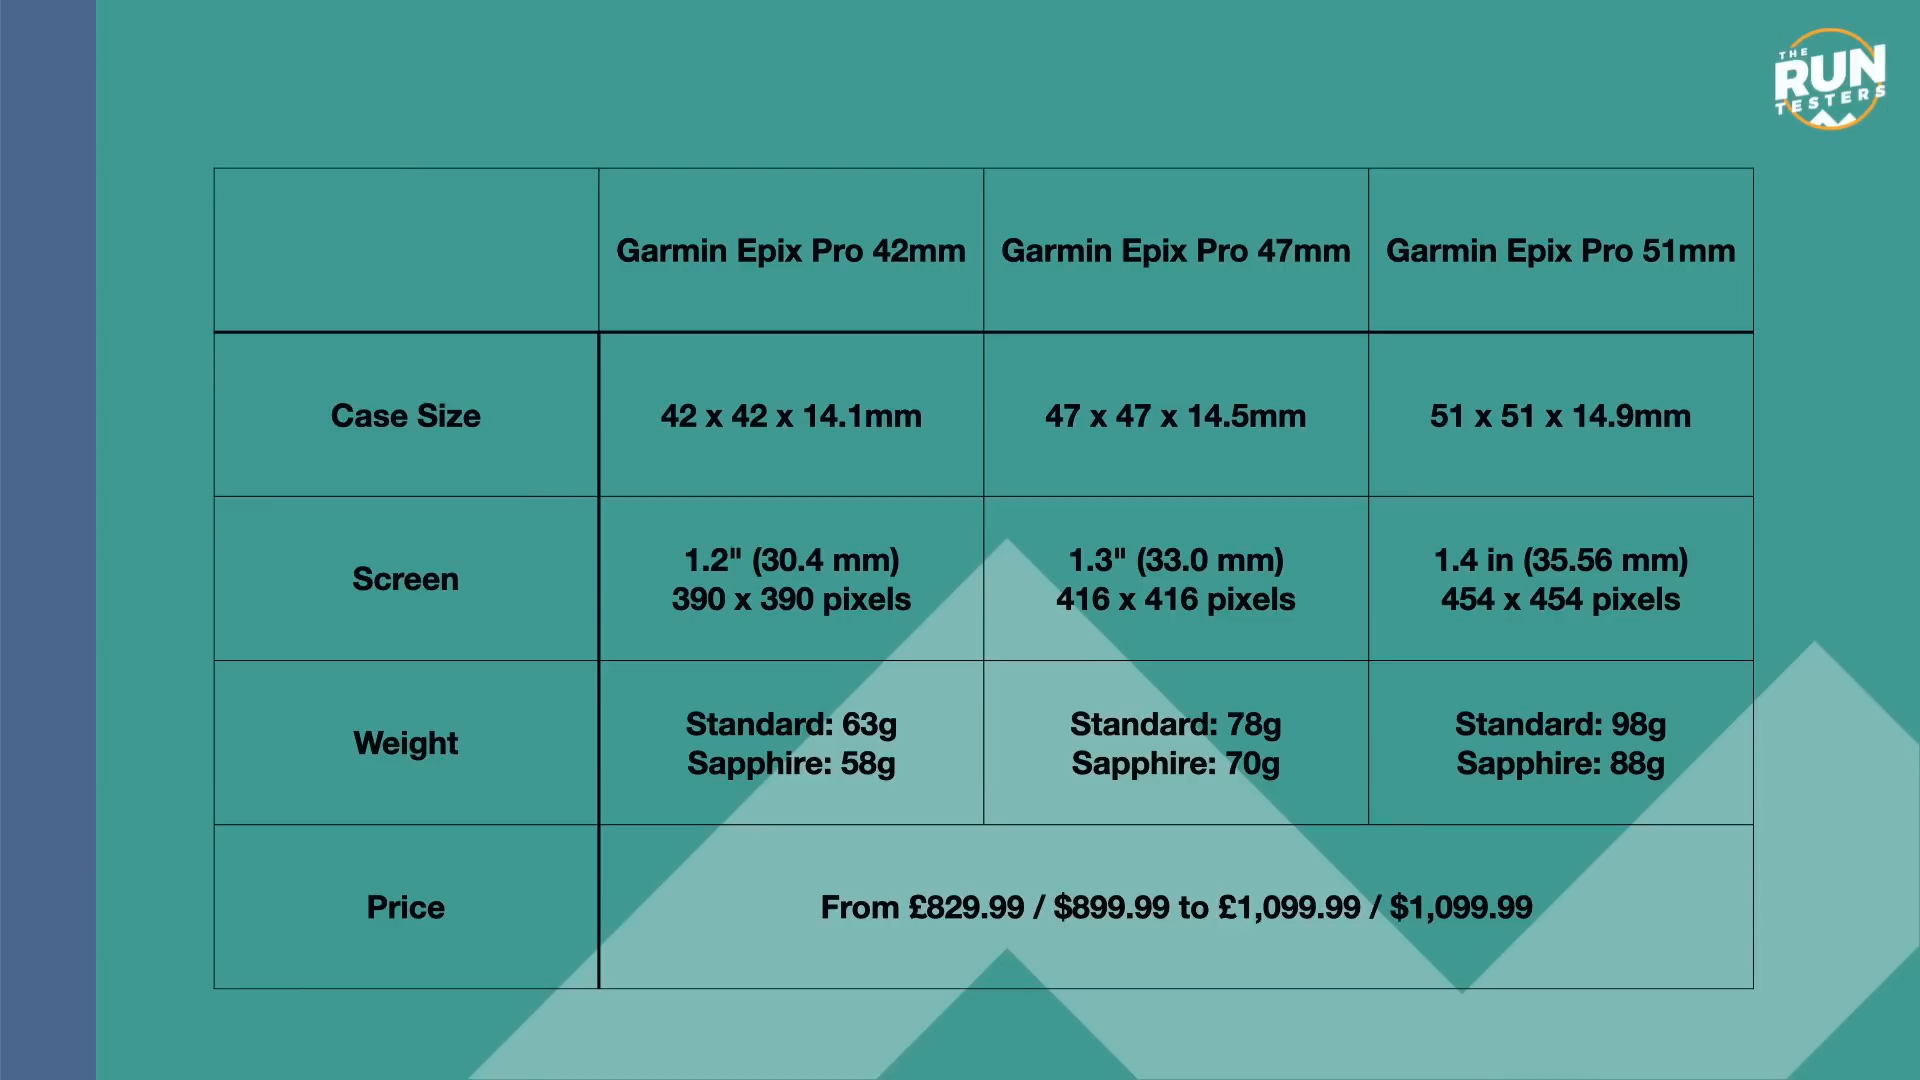 THE
RUN
TESTERS
Garmin Epix Pro 42mm
Garmin Epix Pro 47mm
Garmin Epix Pro 51mm
Case Size
42 x 42 x 14.1mm
47 x 47 x 14.5mm
51 x 51 x 14.9mm
Screen
1.2" (30.4 mm)
390 x 390 pixels
1.3" (33.0 mm)
416 x 416 pixels
1.4 in (35.56 mm)
454 x 454 pixels
Weight
Standard: 63g
Sapphire: 58g
Standard: 78g
Sapphire: 70g
Standard: 98g
Sapphire: 88g
Price
From £829.99 / $899.99 to £1,099.99 / $1,099.99